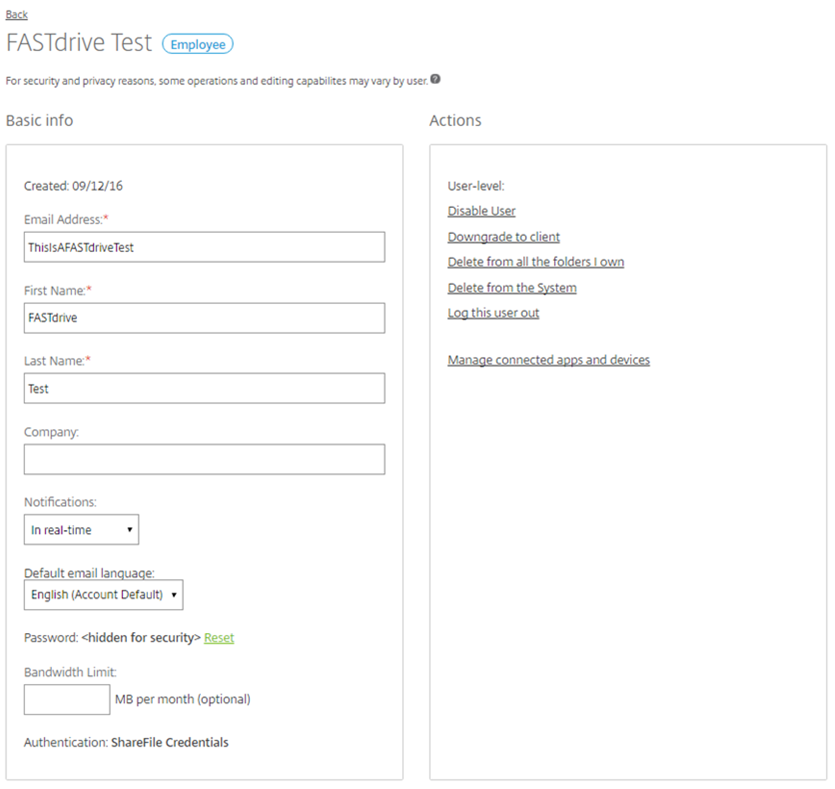 Back
FASTdrive Test Employee
For security and privacy reasons, some operations and editing capabilites may vary by user. ?
Basic info
Created: 09/12/16
Email Address:*
ThisIsAFASTdriveTest
First Name:*
FASTdrive
Last Name:*
Test
Company:
Notifications:
In real-time
Default email language:
English (Account Default)
Password: <hidden for security> Reset
Bandwidth Limit:
MB per month (optional)
Authentication: ShareFile Credentials
Actions
User-level:
Disable User
Downgrade to client
Delete from all the folders I own
Delete from the System
Log this user out
Manage connected apps and devices